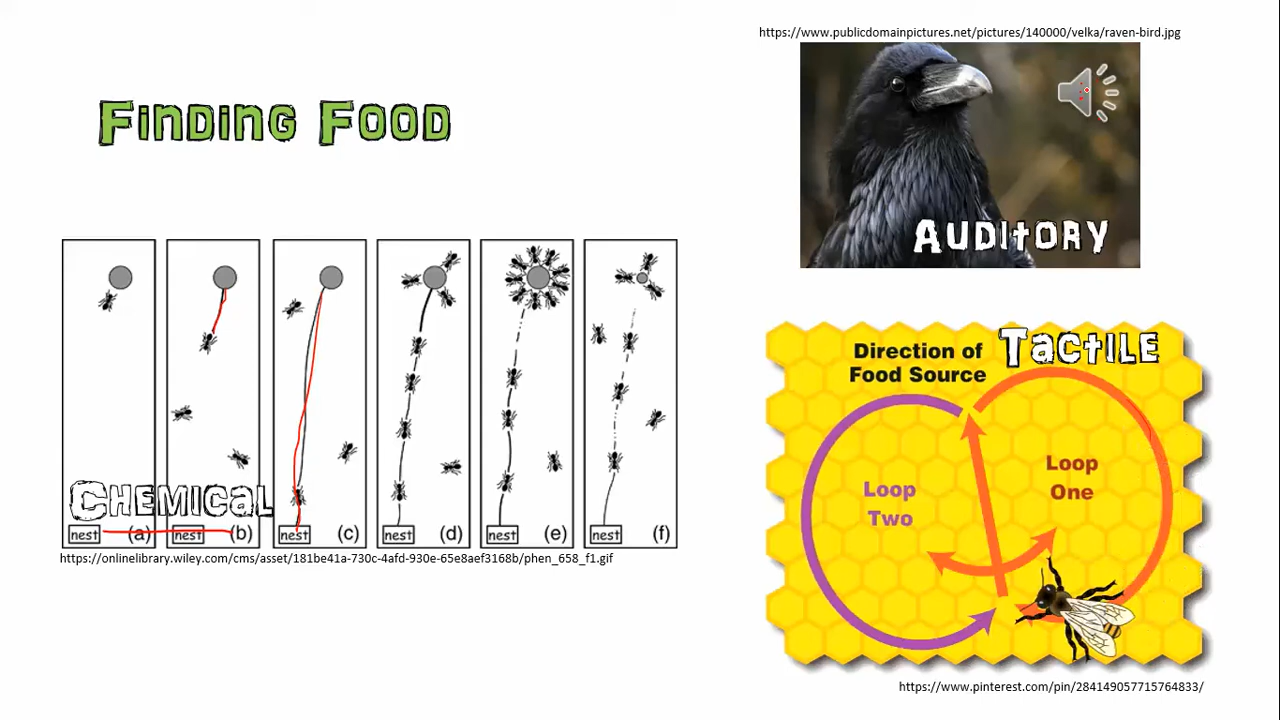 https://www.publicdomainpictures.net/pictures/140000/velka/raven-bird.jpg
Finding Food
Auditory
Chemical
nest (a)
nest (b)
nest (c)
nest (d)
nest (e)
nest (f)
https://onlinelibrary.wiley.com/cms/asset/181be41a-730c-4afd-930e-65e8aef3168b/phen_658_f1.gif
Tactile
Direction of
Food Source
Loop
One
Loop
Two
https://www.pinterest.com/pin/284149057715764833/